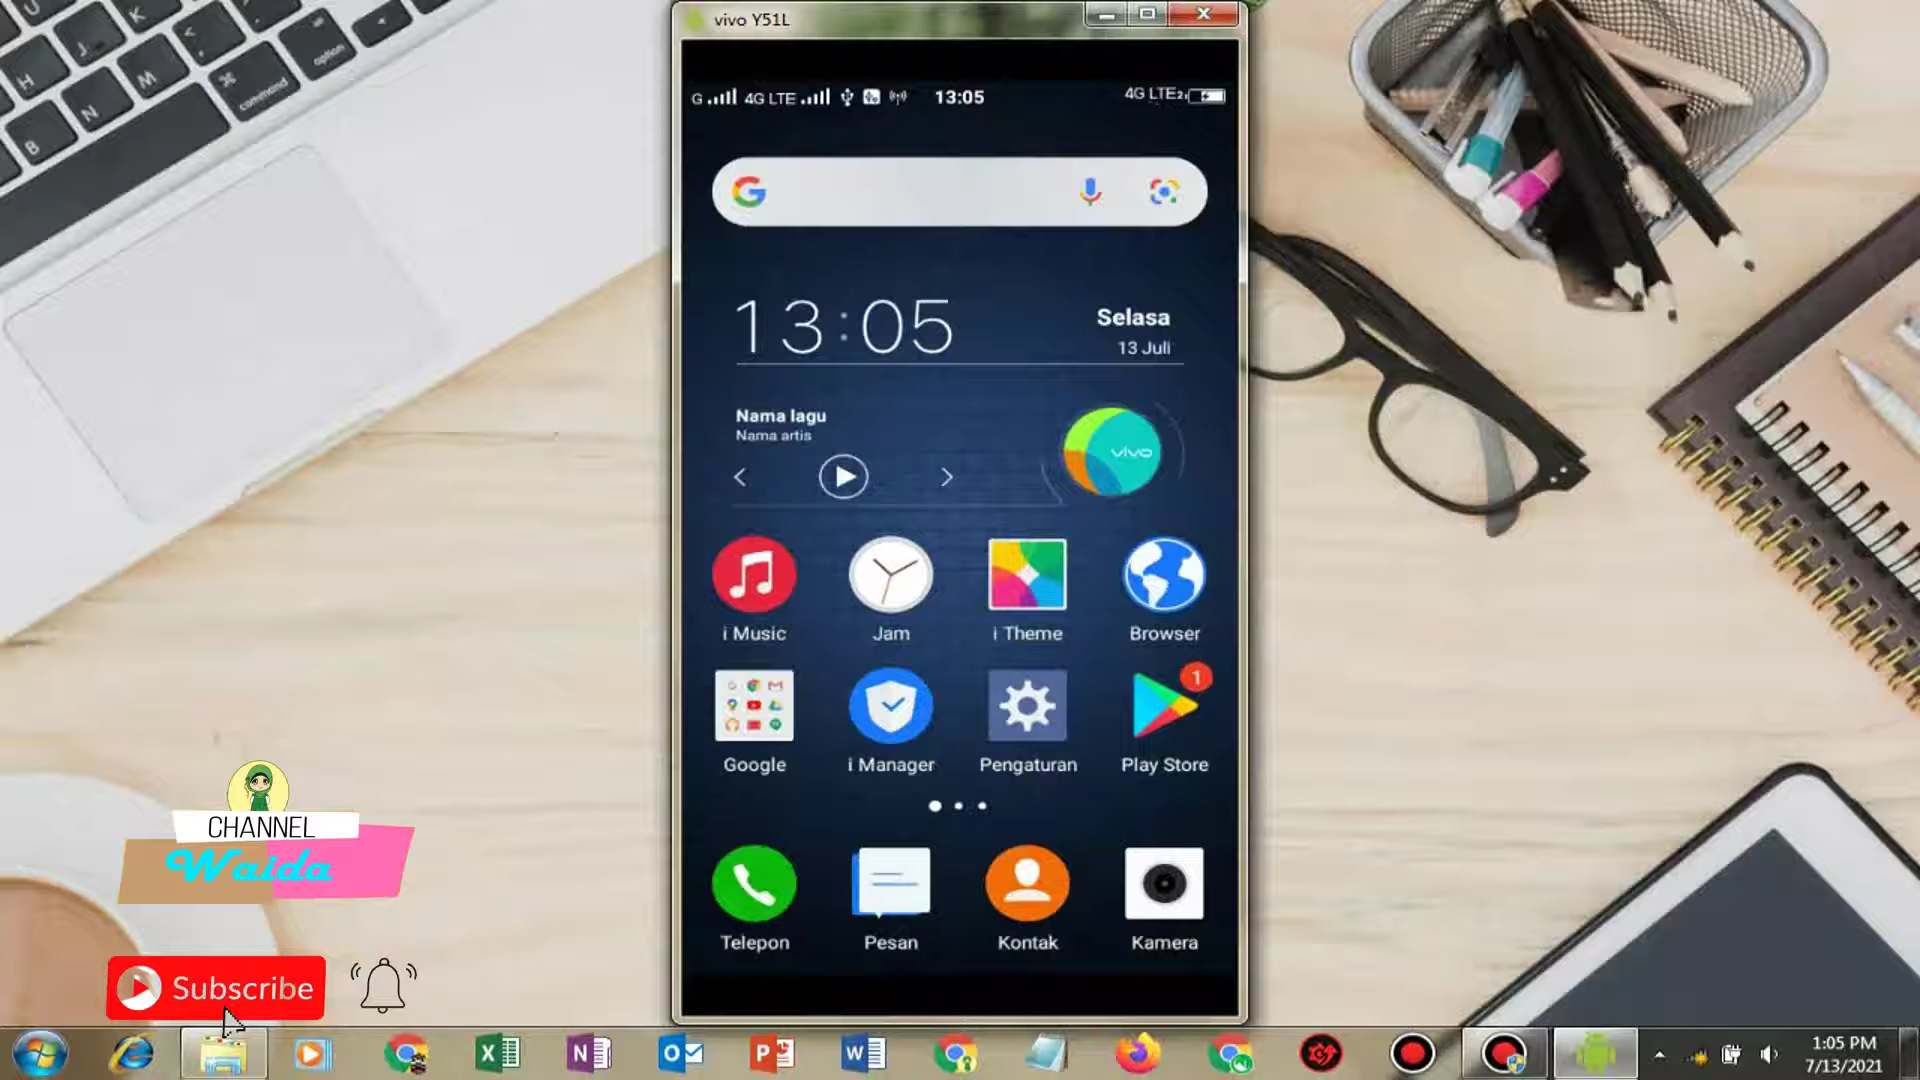 vivo Y51L
G 4G LTE 13:05 4G LTE2
13:05
Selasa
13 Juli
Nama lagu
Nama artis
vivo
i Music
Jam
i Theme
Browser
1
Google
i Manager
Pengaturan
Play Store
Telepon
Pesan
Kontak
Kamera
CHANNEL
Waida
Subscribe
H
J
N
M
B
command
option
1:05 PM
7/13/2021